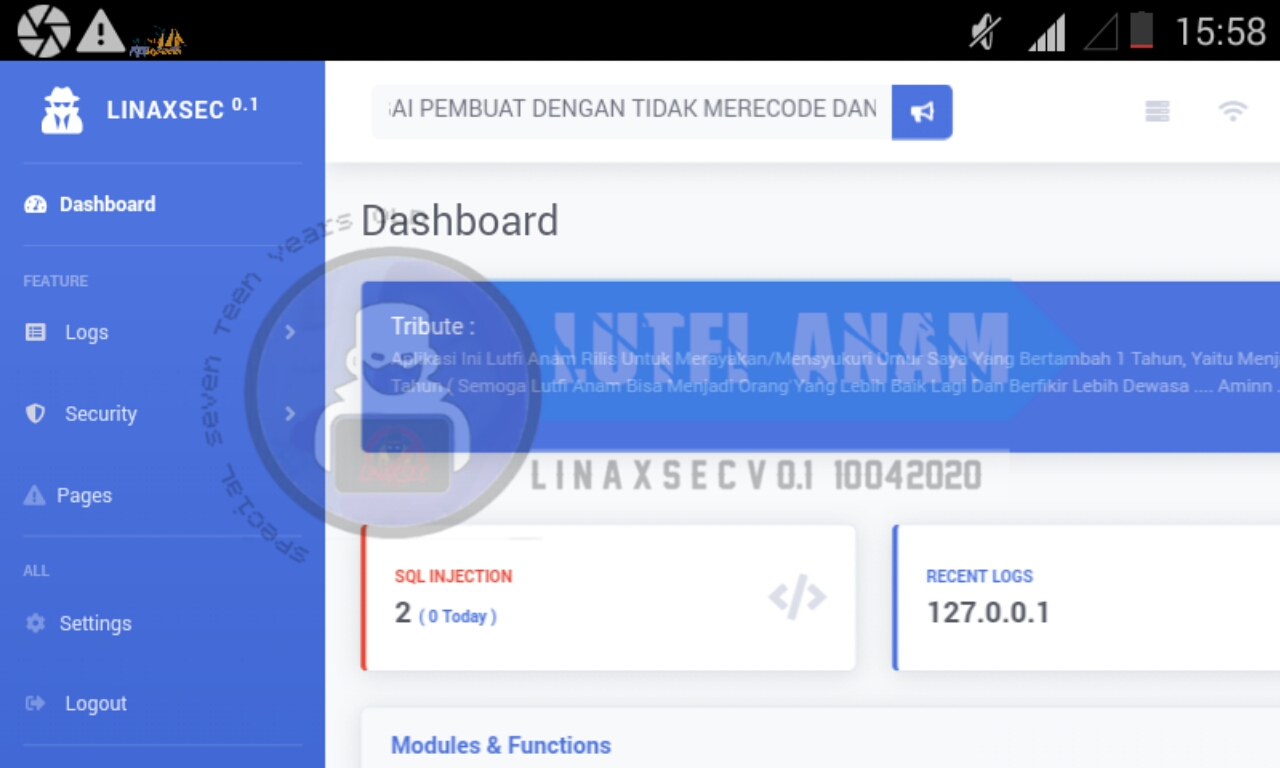 15:58
LINAXSEC 0.1
AI PEMBUAT DENGAN TIDAK MERECODE DAN
Dashboard
Dashboard
FEATURE
Logs
Security
Pages
ALL
Settings
Logout
special seven Teen years old
Tribute :
Aplikasi Ini Lutfi Anam Rilis Untuk Merayakan/Mensyukuri Umur Saya Yang Bertambah 1 Tahun, Yaitu Menj
Tahun ( Semoga Lutfi Anam Bisa Menjadi Orang Yang Lebih Baik Lagi Dan Berfikir Lebih Dewasa .... Aminn .
LUTFI ANAM
LINAXSEC V 0.1 10042020
SQL INJECTION
2 ( 0 Today )
RECENT LOGS
127.0.0.1
Modules & Functions